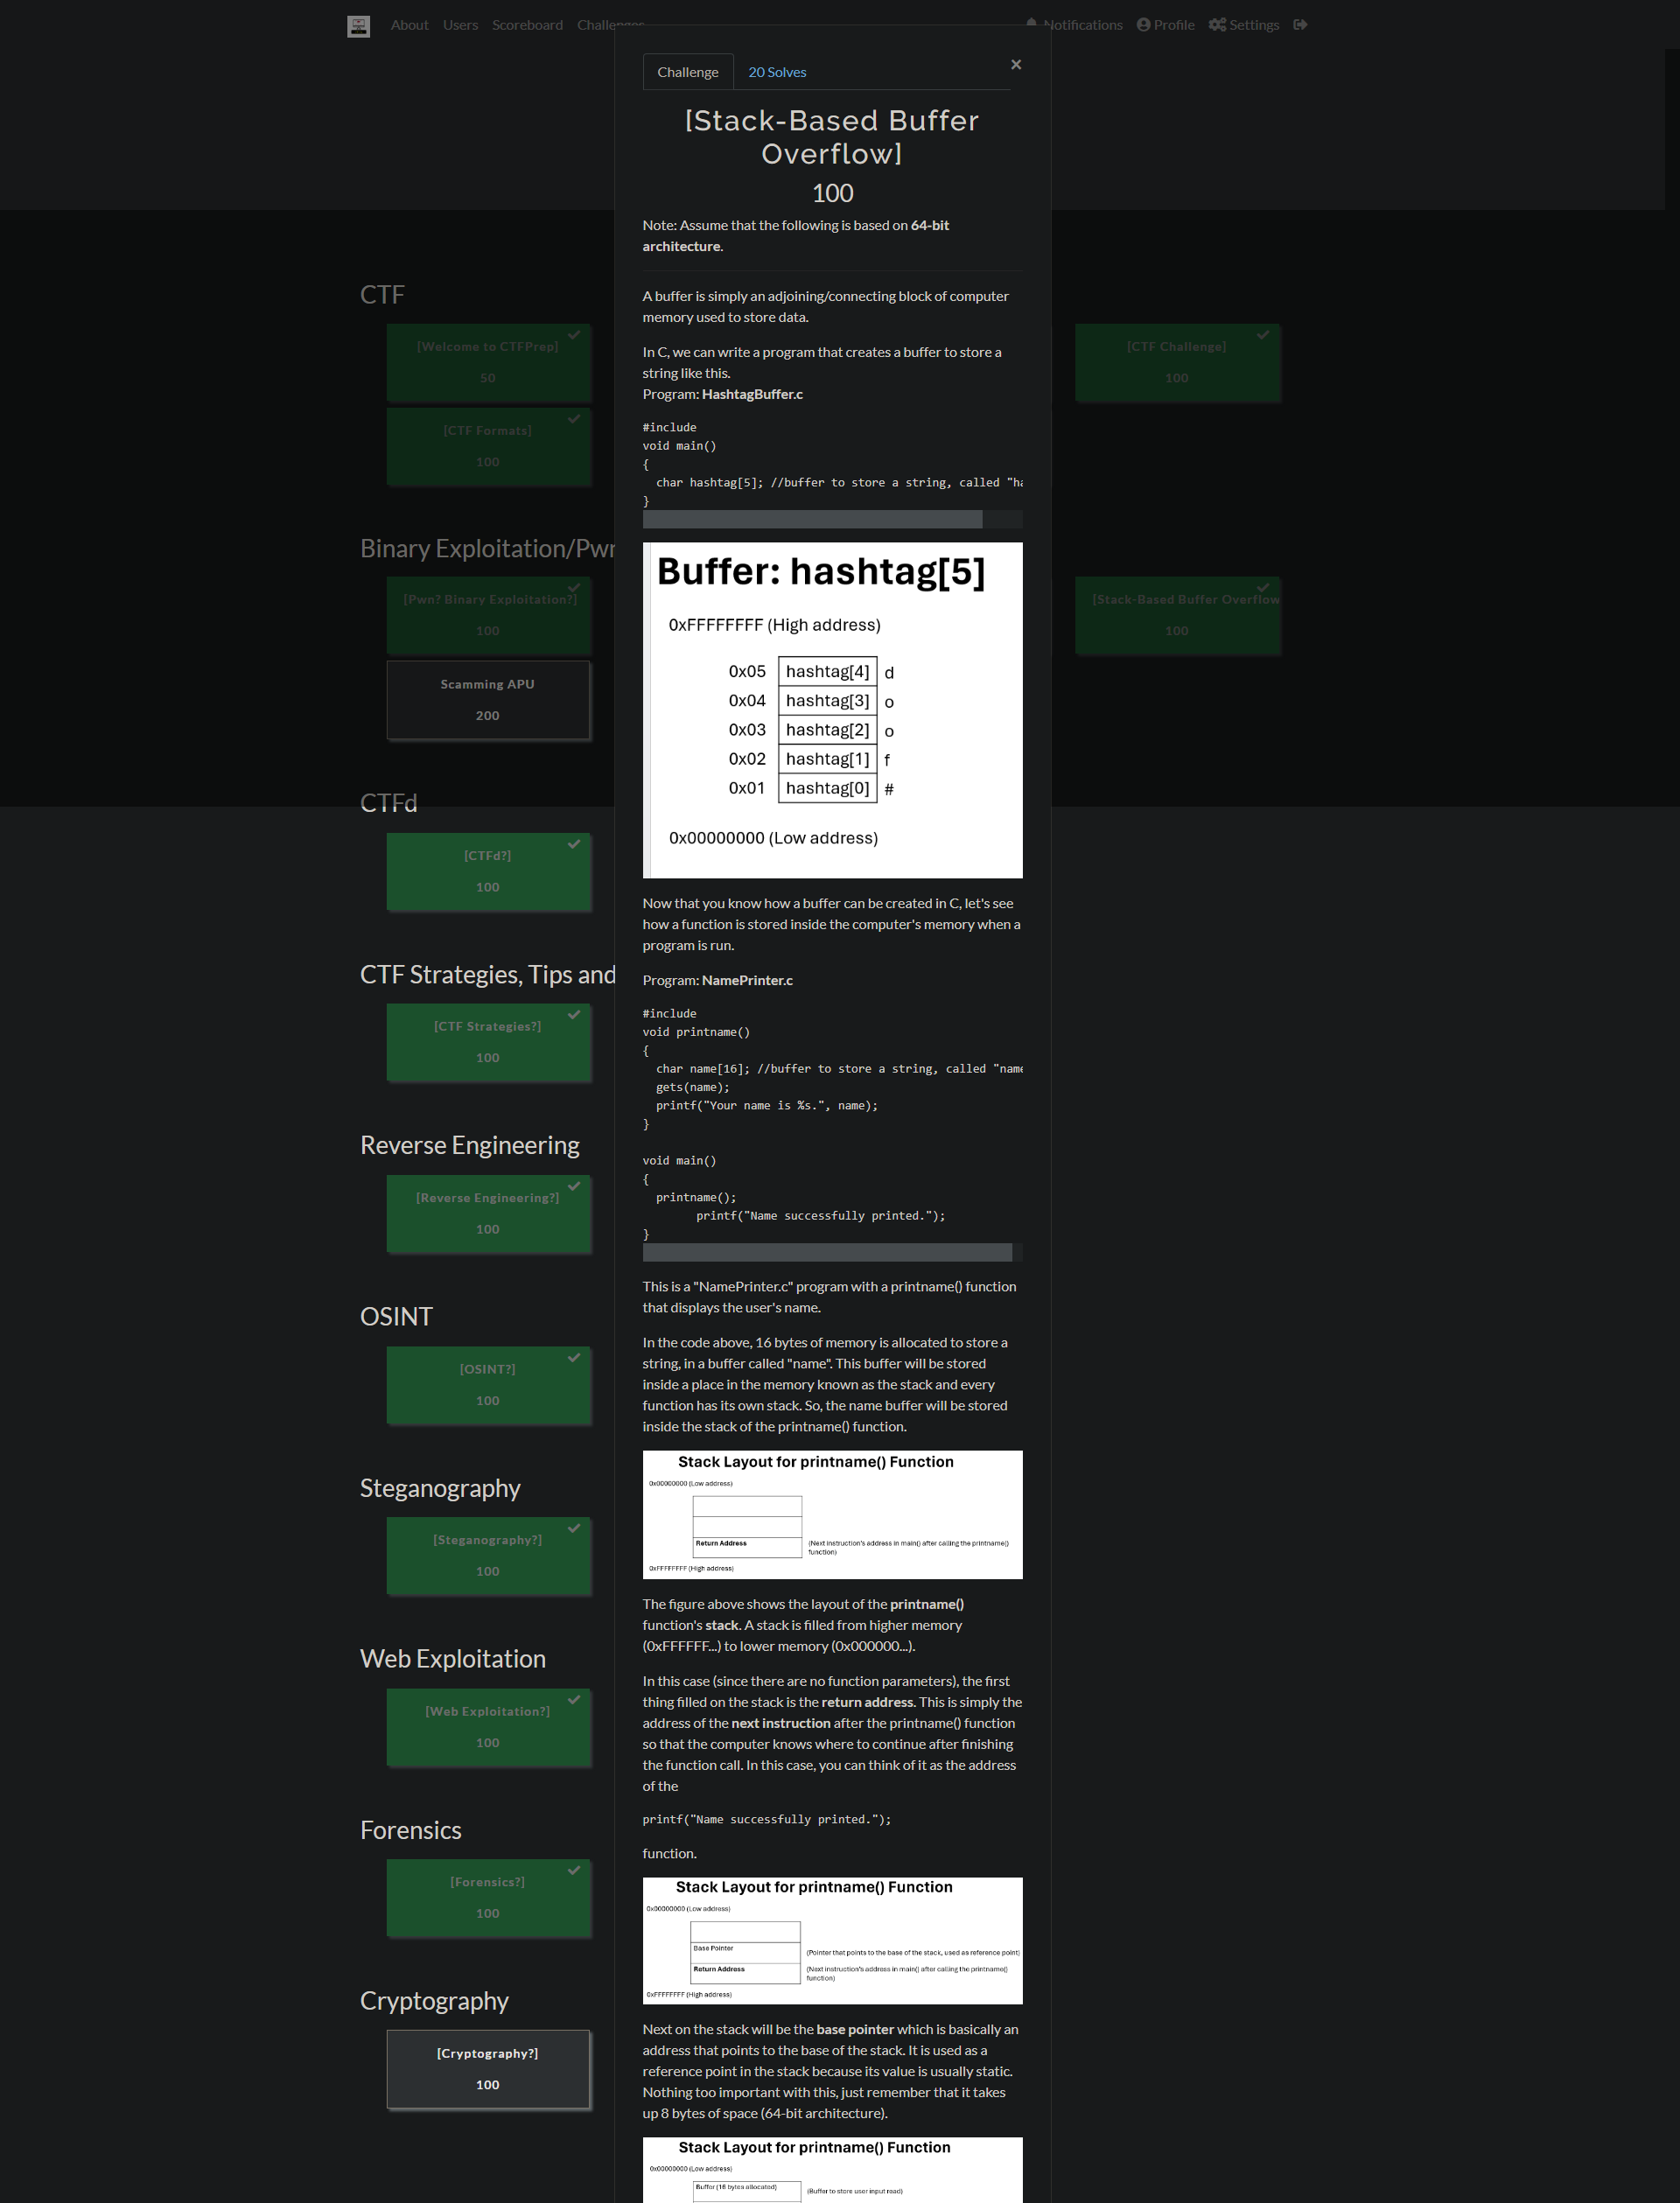 About Users Scoreboard Challenges
Notifications Profile Settings
Challenge
20 Solves
×
[Stack-Based Buffer
Overflow]
100
Note: Assume that the following is based on 64-bit
architecture.
A buffer is simply an adjoining/connecting block of computer
memory used to store data.
In C, we can write a program that creates a buffer to store a
string like this.
Program: HashtagBuffer.c
#include
void main()
{
char hashtag[5]; //buffer to store a string, called "ha
}
Buffer: hashtag[5]
0xFFFFFFFF (High address)
0x05 hashtag[4] d
0x04 hashtag[3] o
0x03 hashtag[2] o
0x02 hashtag[1] f
0x01 hashtag[0] #
0x00000000 (Low address)
Now that you know how a buffer can be created in C, let's see
how a function is stored inside the computer's memory when a
program is run.
Program: NamePrinter.c
#include
void printname()
{
char name[16]; //buffer to store a string, called "name
gets(name);
printf("Your name is %s.", name);
}
void main()
{
printname();
printf("Name successfully printed.");
}
This is a "NamePrinter.c" program with a printname() function
that displays the user's name.
In the code above, 16 bytes of memory is allocated to store a
string, in a buffer called "name". This buffer will be stored
inside a place in the memory known as the stack and every
function has its own stack. So, the name buffer will be stored
inside the stack of the printname() function.
Stack Layout for printname() Function
0x00000000 (Low address)
Return Address
(Next instruction's address in main() after calling the printname()
function)
0xFFFFFFFF (High address)
The figure above shows the layout of the printname()
function's stack. A stack is filled from higher memory
(0xFFFFFF...) to lower memory (0x000000...).
In this case (since there are no function parameters), the first
thing filled on the stack is the return address. This is simply the
address of the next instruction after the printname() function
so that the computer knows where to continue after finishing
the function call. In this case, you can think of it as the address
of the
printf("Name successfully printed.");
function.
Stack Layout for printname() Function
0x00000000 (Low address)
Base Pointer
(Pointer that points to the base of the stack, used as reference point)
Return Address
(Next instruction's address in main() after calling the printname()
function)
0xFFFFFFFF (High address)
Next on the stack will be the base pointer which is basically an
address that points to the base of the stack. It is used as a
reference point in the stack because its value is usually static.
Nothing too important with this, just remember that it takes
up 8 bytes of space (64-bit architecture).
Stack Layout for printname() Function
0x00000000 (Low address)
Buffer (16 bytes allocated)
(Buffer to store user input read)
CTF
[Welcome to CTFPrep]
50
[CTF Challenge]
100
[CTF Formats]
100
Binary Exploitation/Pwn
[Pwn? Binary Exploitation?]
100
[Stack-Based Buffer Overflow
100
Scamming APU
200
CTFd
[CTFd?]
100
CTF Strategies, Tips and
[CTF Strategies?]
100
Reverse Engineering
[Reverse Engineering?]
100
OSINT
[OSINT?]
100
Steganography
[Steganography?]
100
Web Exploitation
[Web Exploitation?]
100
Forensics
[Forensics?]
100
Cryptography
[Cryptography?]
100